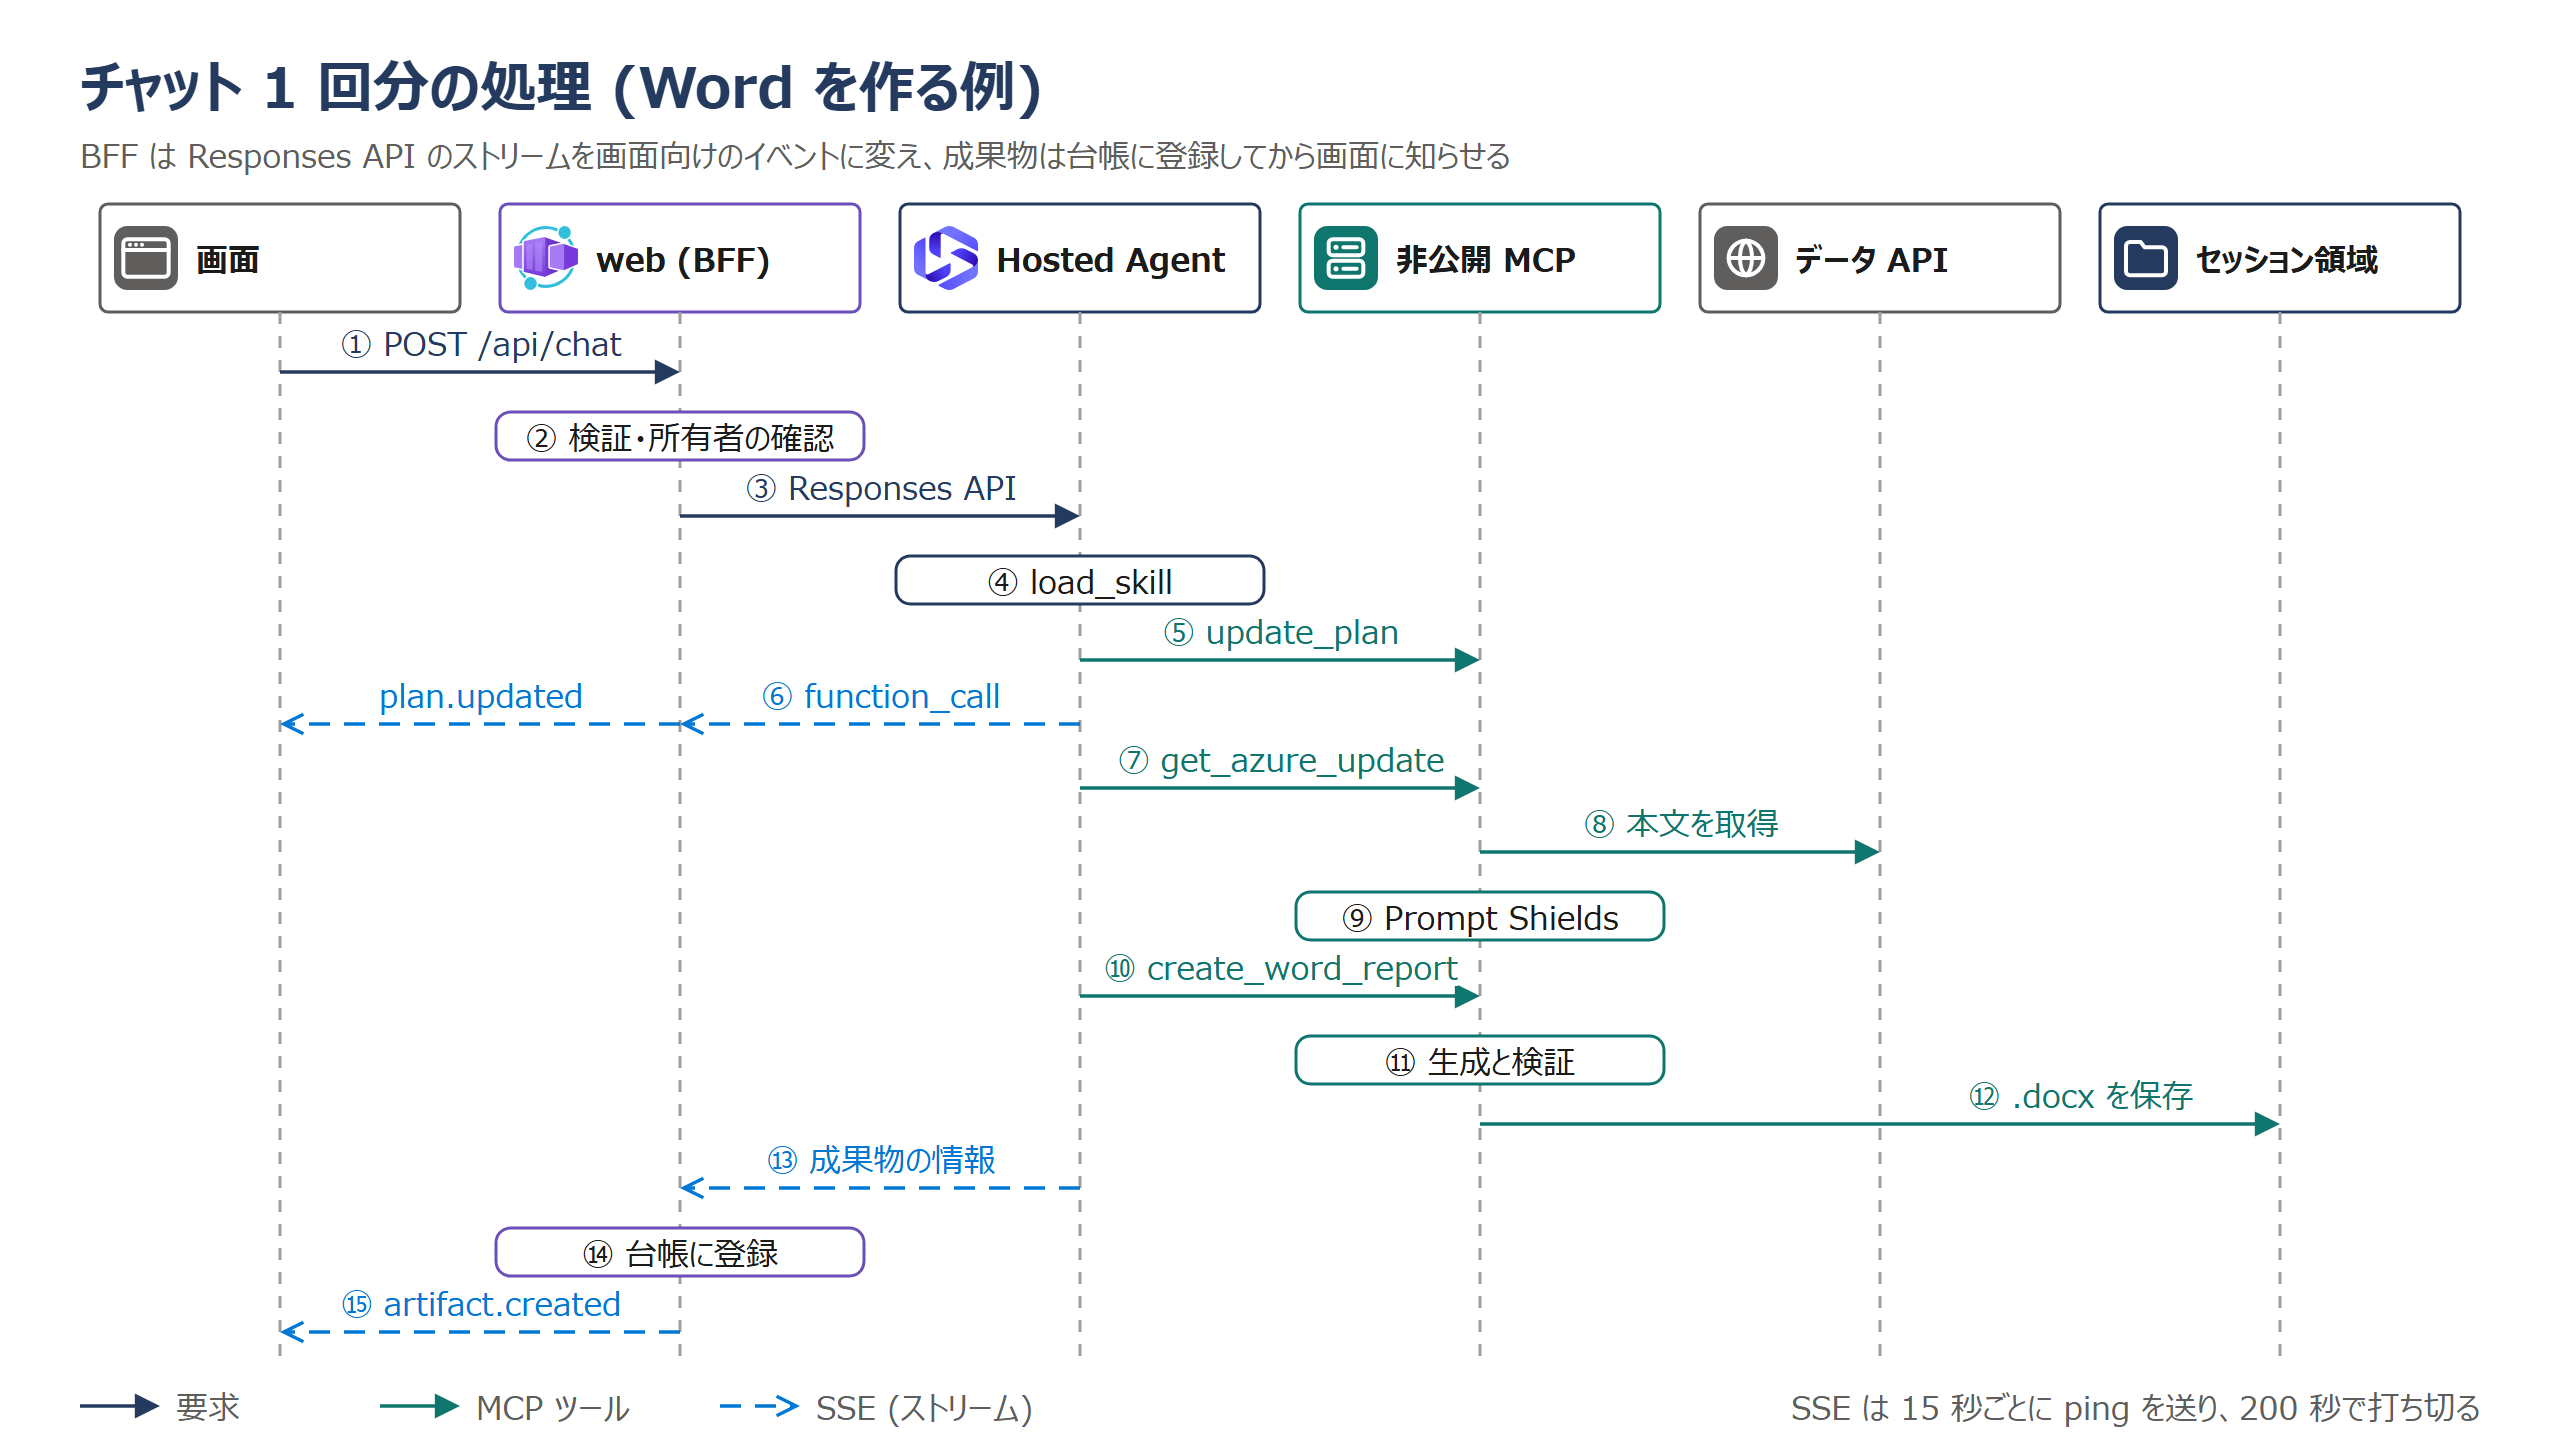 チャット 1 回分の処理 (Word を作る例)
BFF は Responses API のストリームを画面向けのイベントに変え、成果物は台帳に登録してから画面に知らせる
画面
web (BFF)
Hosted Agent
非公開 MCP
データ API
セッション領域
① POST /api/chat
② 検証・所有者の確認
③ Responses API
④ load_skill
⑤ update_plan
plan.updated
⑥ function_call
⑦ get_azure_update
⑧ 本文を取得
⑨ Prompt Shields
⑩ create_word_report
⑪ 生成と検証
⑫ .docx を保存
⑬ 成果物の情報
⑭ 台帳に登録
⑮ artifact.created
要求
MCP ツール
SSE (ストリーム)
SSE は 15 秒ごとに ping を送り、200 秒で打ち切る